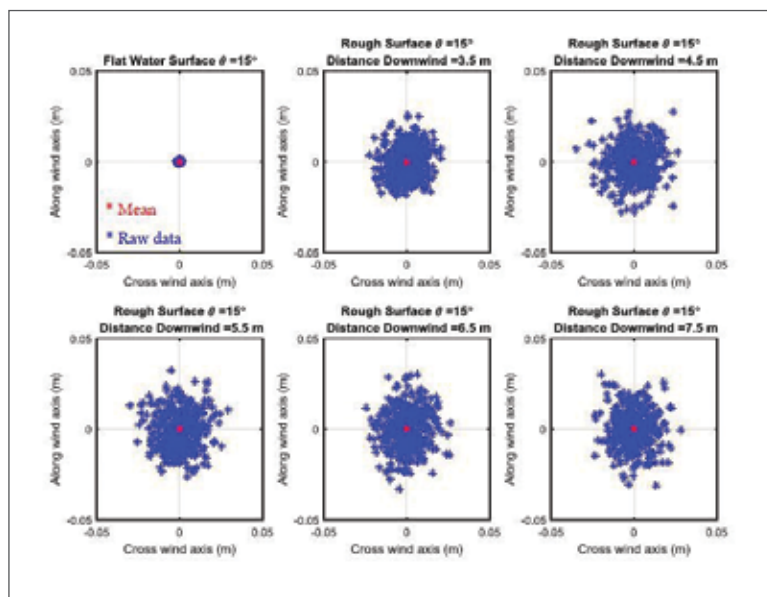 Flat Water Surface θ =15°
0.05
Along wind axis (m)
0
Mean
Raw data
-0.05
-0.05 0 0.05
Cross wind axis (m)
Rough Surface θ =15°
Distance Downwind =3.5 m
0.05
Along wind axis (m)
0
-0.05
-0.05 0 0.05
Cross wind axis (m)
Rough Surface θ =15°
Distance Downwind =4.5 m
0.05
Along wind axis (m)
0
-0.05
-0.05 0 0.05
Cross wind axis (m)
Rough Surface θ =15°
Distance Downwind =5.5 m
0.05
Along wind axis (m)
0
-0.05
-0.05 0 0.05
Cross wind axis (m)
Rough Surface θ =15°
Distance Downwind =6.5 m
0.05
Along wind axis (m)
0
-0.05
-0.05 0 0.05
Cross wind axis (m)
Rough Surface θ =15°
Distance Downwind =7.5 m
0.05
Along wind axis (m)
0
-0.05
-0.05 0 0.05
Cross wind axis (m)